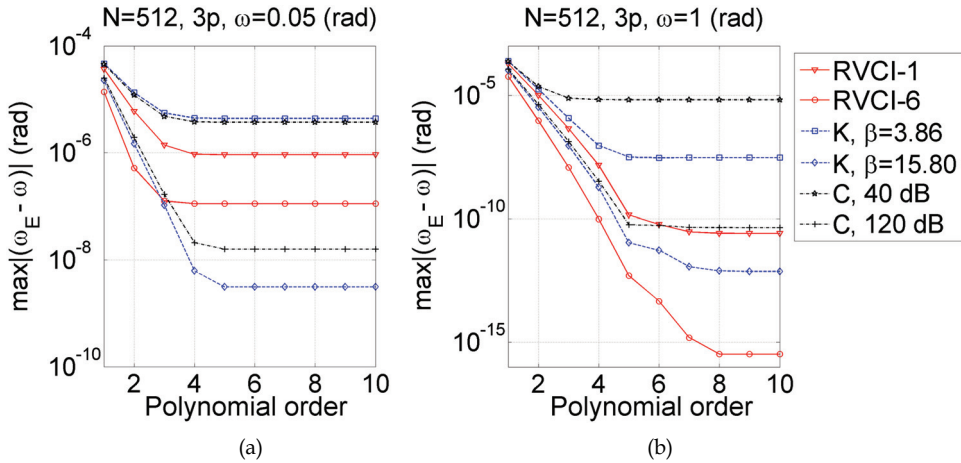 N=512, 3p, ω=0.05 (rad)
max|(ω_E - ω)| (rad)
10^-4
10^-6
10^-8
10^-10
2 4 6 8 10
Polynomial order
(a)
N=512, 3p, ω=1 (rad)
max|(ω_E - ω)| (rad)
10^-5
10^-10
10^-15
2 4 6 8 10
Polynomial order
(b)
RVCI-1
RVCI-6
K, β=3.86
K, β=15.80
C, 40 dB
C, 120 dB